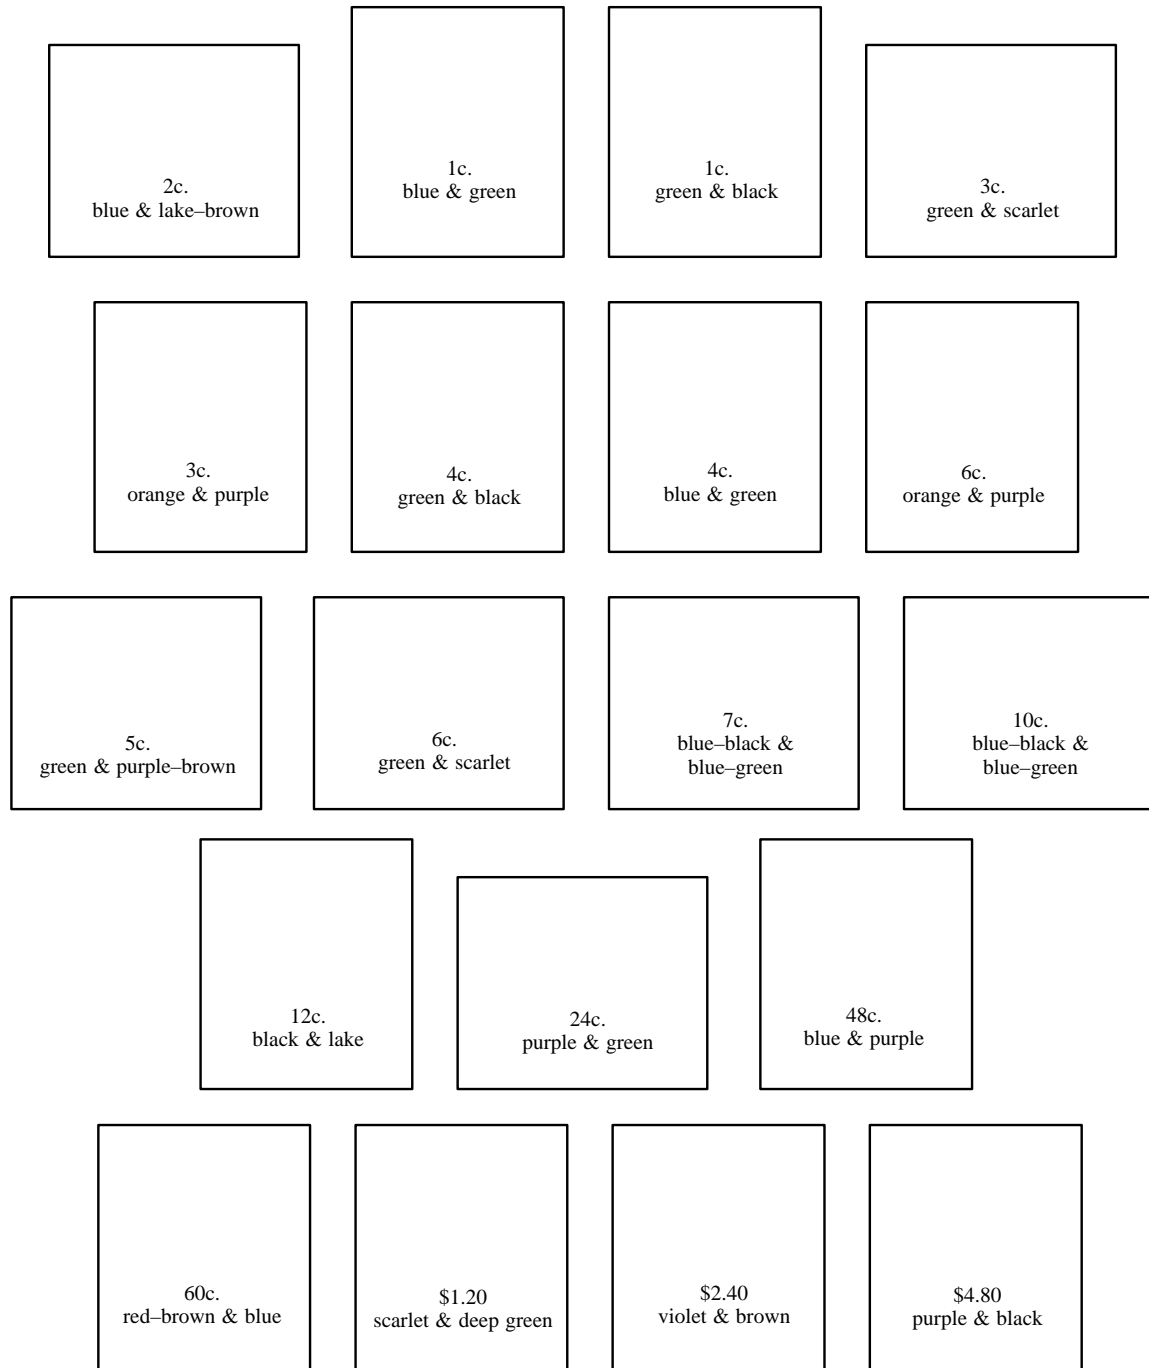 2c.
blue & lake–brown
1c.
blue & green
1c.
green & black
3c.
green & scarlet
3c.
orange & purple
4c.
green & black
4c.
blue & green
6c.
orange & purple
5c.
green & purple–brown
6c.
green & scarlet
7c.
blue–black &
blue–green
10c.
blue–black &
blue–green
12c.
black & lake
24c.
purple & green
48c.
blue & purple
60c.
red–brown & blue
$1.20
scarlet & deep green
$2.40
violet & brown
$4.80
purple & black